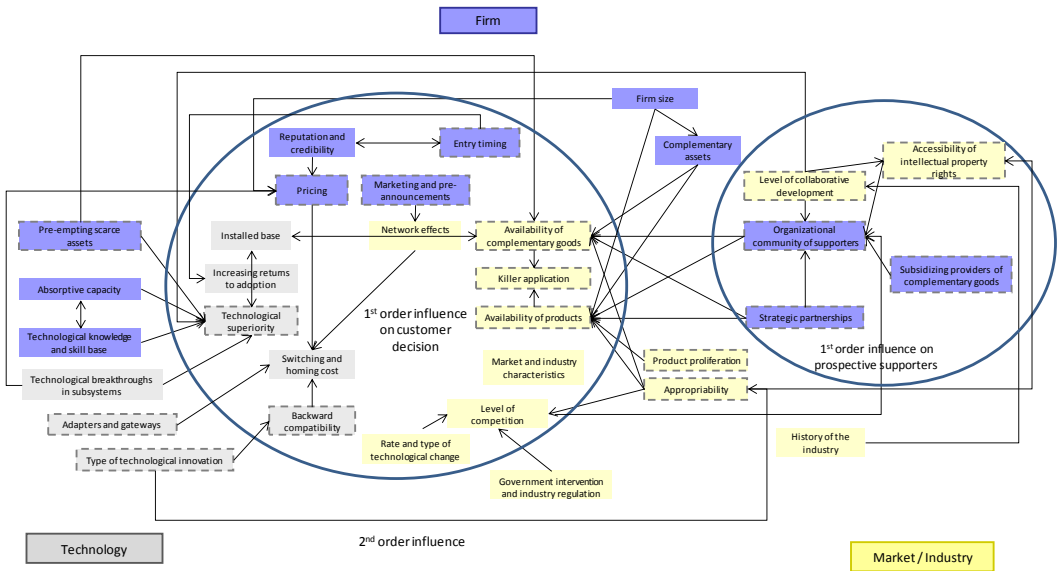 Firm
Firm size
Reputation and
credibility
Entry timing
Complementary
assets
Accessibility of
intellectual property
rights
Pricing
Marketing and pre-
announcements
Level of collaborative
development
Pre-empting scarce
assets
Installed base
Network effects
Availability of
complementary goods
Organizational
community of supporters
Increasing returns
to adoption
Killer application
Subsidizing providers of
complementary goods
Absorptive capacity
Technological
superiority
1st order influence
on customer
decision
Availability of products
Strategic partnerships
Technological knowledge
and skill base
Switching and
homing cost
Market and industry
characteristics
Product proliferation
1st order influence on
prospective supporters
Technological breakthroughs
in subsystems
Appropriability
Adapters and gateways
Backward
compatibility
Level of
competition
Rate and type of
technological change
History of the
industry
Type of technological innovation
Government intervention
and industry regulation
Technology
2nd order influence
Market / Industry